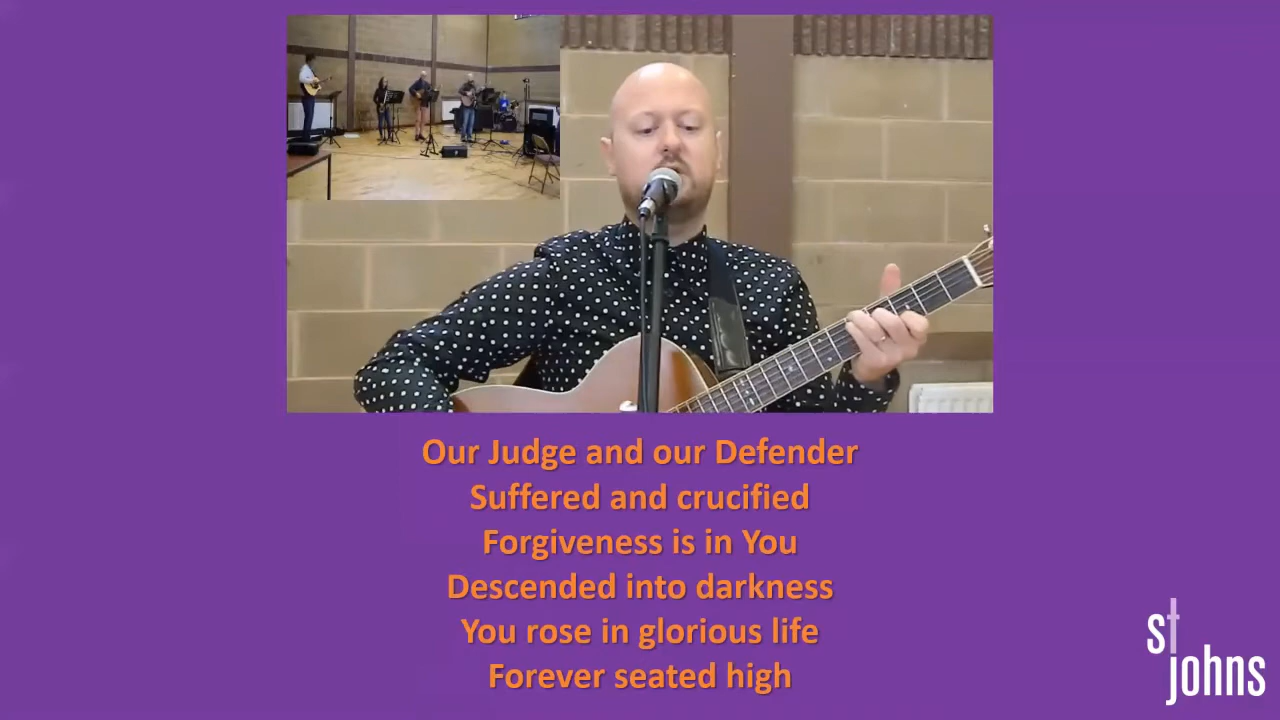 Our Judge and our Defender
Suffered and crucified
Forgiveness is in You
Descended into darkness
You rose in glorious life
Forever seated high
st
johns